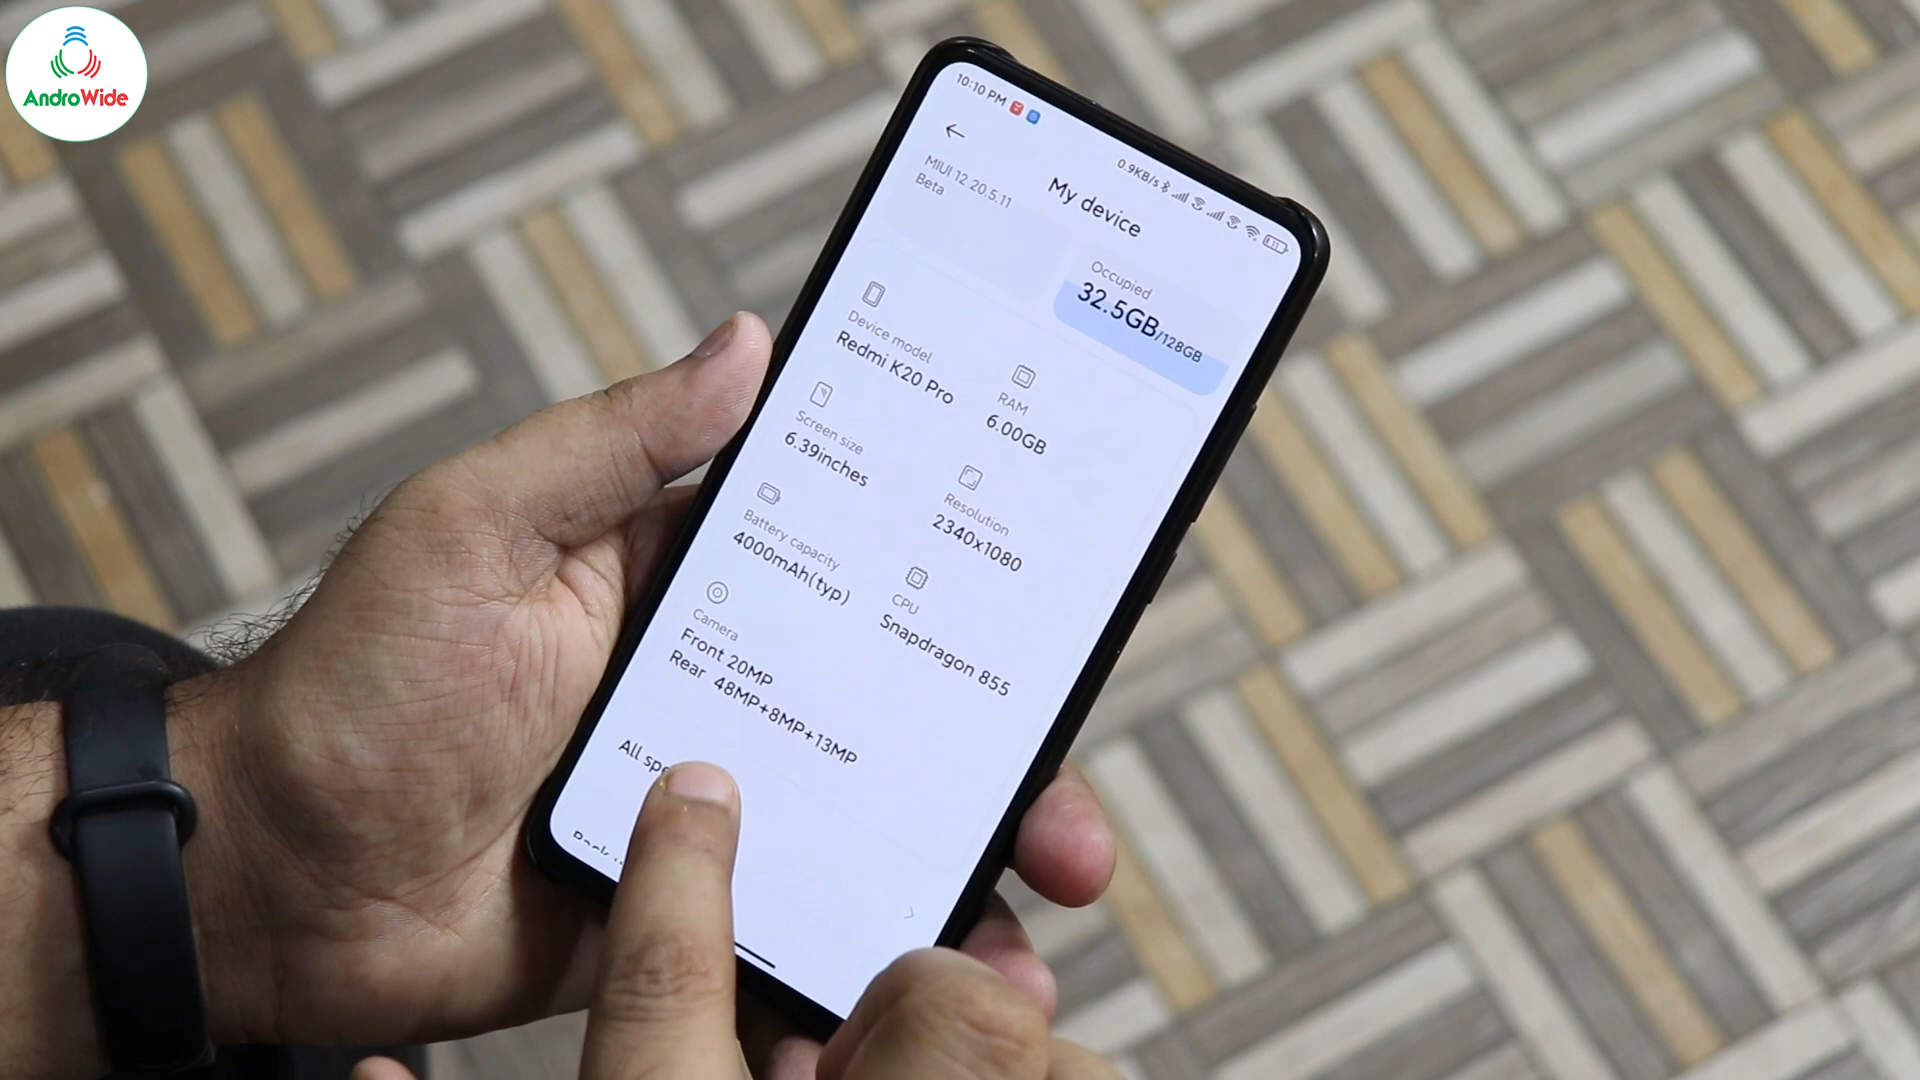 AndroWide
10:10 PM
0.9KB/s
11
My device
MIUI 12 20.5.11
Beta
Occupied
32.5GB/128GB
Device model
Redmi K20 Pro
RAM
6.00GB
Screen size
6.39inches
Resolution
2340x1080
Battery capacity
4000mAh(typ)
CPU
Snapdragon 855
Camera
Front 20MP
Rear 48MP+8MP+13MP
All